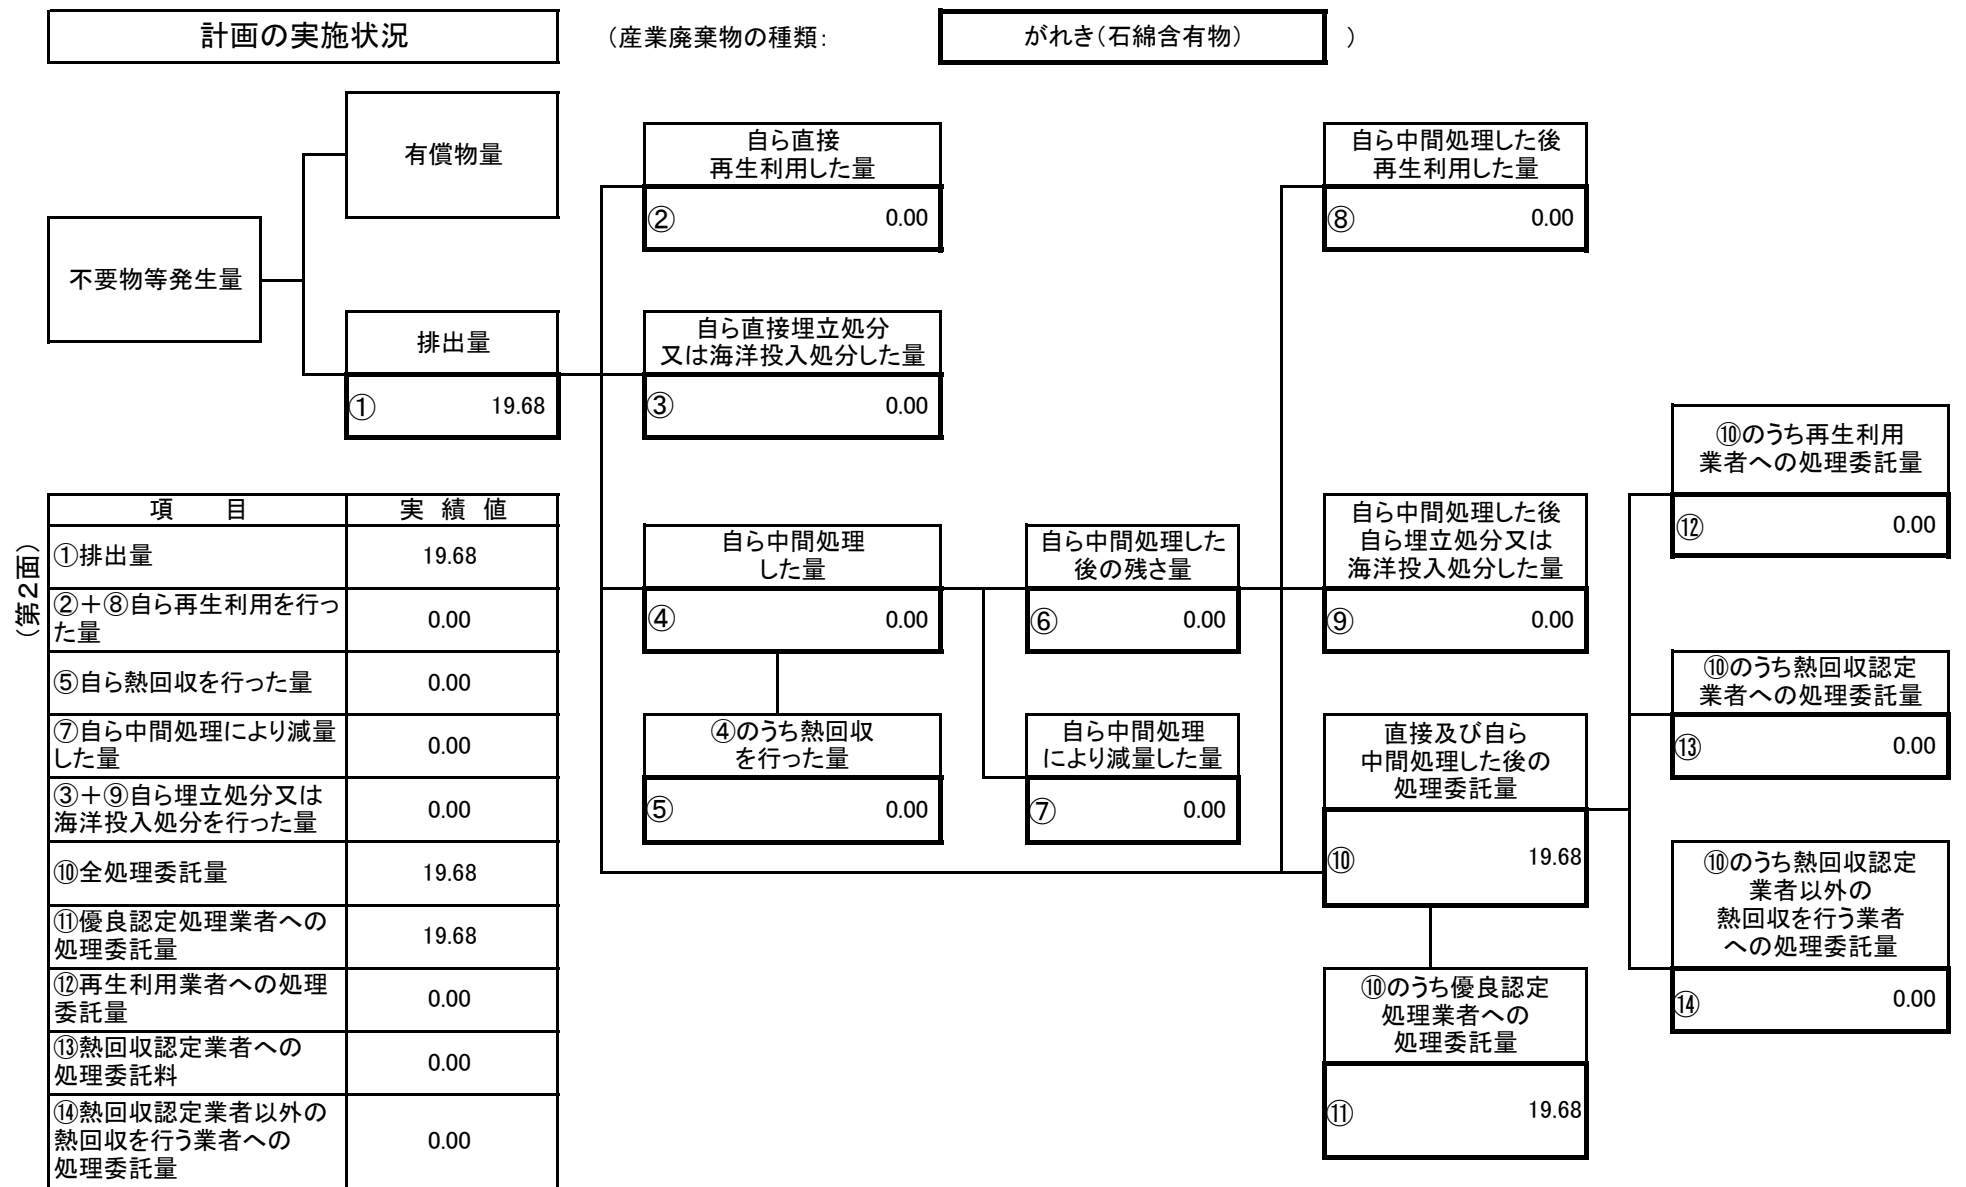 計画の実施状況
（産業廃棄物の種類：
がれき（石綿含有物）
）
有償物量
不要物等発生量
排出量
① 19.68
自ら直接
再生利用した量
② 0.00
自ら直接埋立処分
又は海洋投入処分した量
③ 0.00
自ら中間処理
した量
④ 0.00
④のうち熱回収
を行った量
⑤ 0.00
自ら中間処理した
後の残さ量
⑥ 0.00
自ら中間処理
により減量した量
⑦ 0.00
自ら中間処理した後
再生利用した量
⑧ 0.00
自ら中間処理した後
自ら埋立処分又は
海洋投入処分した量
⑨ 0.00
直接及び自ら
中間処理した後の
処理委託量
⑩ 19.68
⑩のうち優良認定
処理業者への
処理委託量
⑪ 19.68
⑩のうち再生利用
業者への処理委託量
⑫ 0.00
⑩のうち熱回収認定
業者への処理委託量
⑬ 0.00
⑩のうち熱回収認定
業者以外の
熱回収を行う業者
への処理委託量
⑭ 0.00
（第２面）
項　目 実 績 値
①排出量 19.68
②＋⑧自ら再生利用を行っ
た量 0.00
⑤自ら熱回収を行った量 0.00
⑦自ら中間処理により減量
した量 0.00
③＋⑨自ら埋立処分又は
海洋投入処分を行った量 0.00
⑩全処理委託量 19.68
⑪優良認定処理業者への
処理委託量 19.68
⑫再生利用業者への処理
委託量 0.00
⑬熱回収認定業者への
処理委託料 0.00
⑭熱回収認定業者以外の
熱回収を行う業者への
処理委託量 0.00